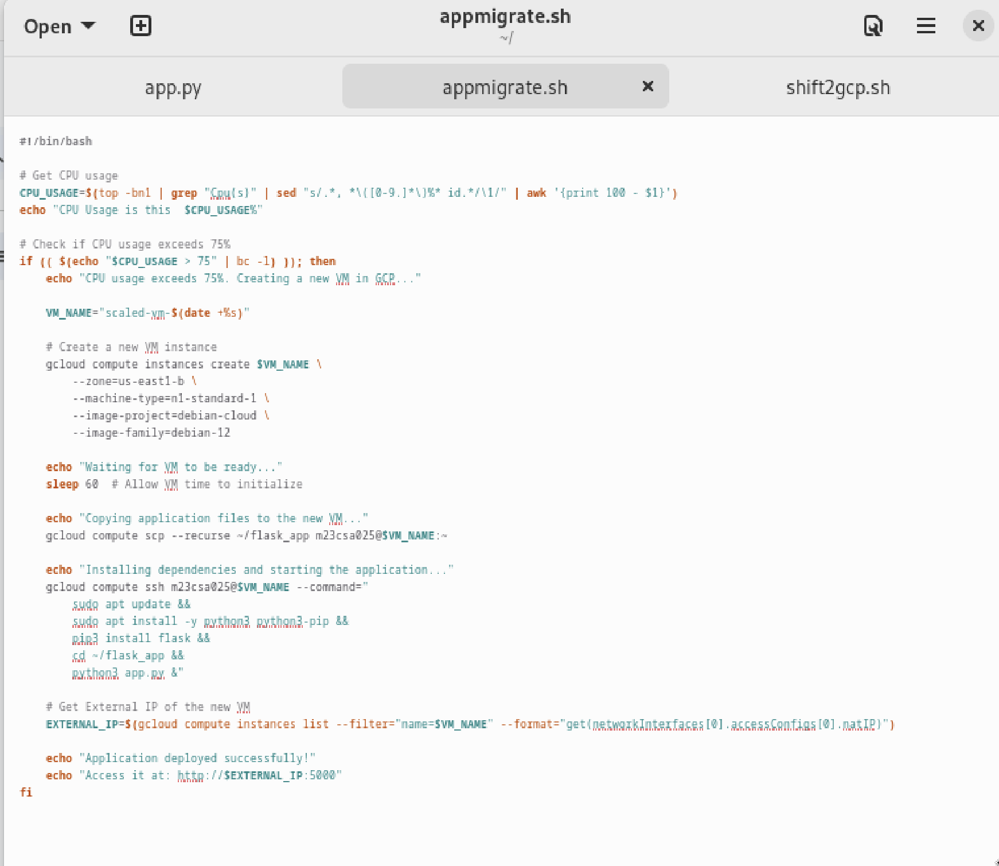 Open
appmigrate.sh
~/
app.py
appmigrate.sh
shift2gcp.sh
#!/bin/bash
# Get CPU usage
CPU_USAGE=$(top -bn1 | grep "Cpu(s)" | sed "s/.*, *\([0-9.]*\)%* id.*/\1/" | awk '{print 100 - $1}')
echo "CPU Usage is this  $CPU_USAGE%"
# Check if CPU usage exceeds 75%
if (( $(echo "$CPU_USAGE > 75" | bc -l) )); then
    echo "CPU usage exceeds 75%. Creating a new VM in GCP..."
    VM_NAME="scaled-vm-$(date +%s)"
    # Create a new VM instance
    gcloud compute instances create $VM_NAME \
        --zone=us-east1-b \
        --machine-type=n1-standard-1 \
        --image-project=debian-cloud \
        --image-family=debian-12
    echo "Waiting for VM to be ready..."
    sleep 60  # Allow VM time to initialize
    echo "Copying application files to the new VM..."
    gcloud compute scp --recurse ~/flask_app m23csa025@$VM_NAME:~
    echo "Installing dependencies and starting the application..."
    gcloud compute ssh m23csa025@$VM_NAME --command="
        sudo apt update &&
        sudo apt install -y python3 python3-pip &&
        pip3 install flask &&
        cd ~/flask_app &&
        python3 app.py &"
    # Get External IP of the new VM
    EXTERNAL_IP=$(gcloud compute instances list --filter="name=$VM_NAME" --format="get(networkInterfaces[0].accessConfigs[0].natIP)")
    echo "Application deployed successfully!"
    echo "Access it at: http://$EXTERNAL_IP:5000"
fi